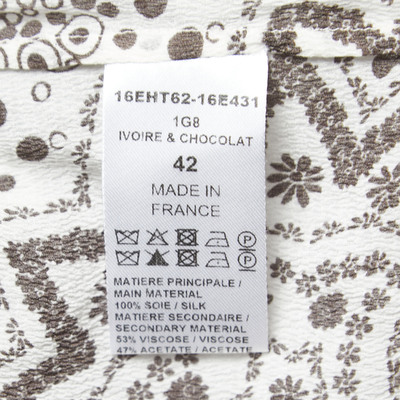 16EHT62-16E431
1G8
IVOIRE & CHOCOLAT
42
MADE IN
FRANCE
P
P
MATIERE PRINCIPALE /
MAIN MATERIAL
100% SOIE / SILK
MATIERE SECONDAIRE /
SECONDARY MATERIAL
53% VISCOSE / VISCOSE
47% ACETATE / ACETATE